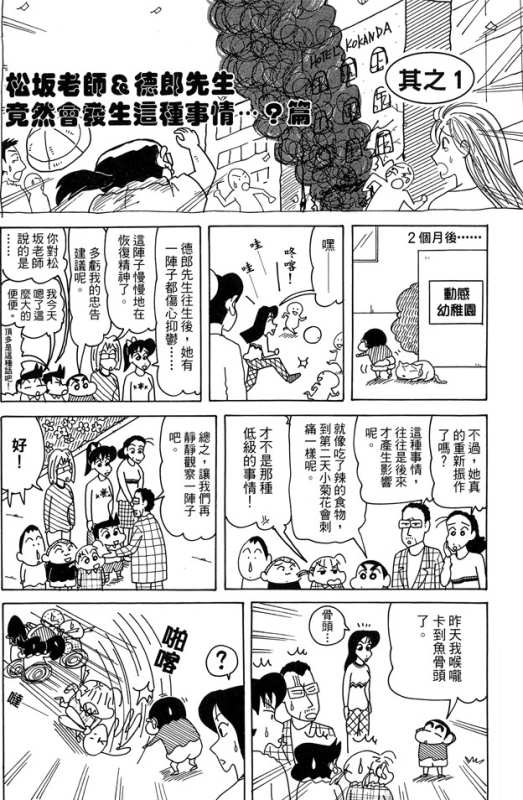 松坂老師&德郎先生
竟然會發生這種事情…?篇
其之1
HOTEL KOKANDA
2個月後……
動感
幼稚園
嘿
咚喀!
哇
哇
德郎先生往生後，她有
一陣子都傷心抑鬱……
這陣子慢慢地在
恢復精神了。
多虧我的忠告
建議呢。
你對松
坂老師
說的是
……
我今天
嗯了這
麼大的
便便。
頂多是這種話吧！
不過，她真
的重新振作
了嗎？
這種事情，
往往是後來
才產生影響
呢。
就像吃了辣的食物，
到第二天小菊花會刺
痛一樣呢。
才不是那種
低級的事情！
總之，讓我們再
靜靜觀察一陣子
吧。
好！
昨天我喉嚨
卡到魚骨頭
了。
骨頭…
?
啪喀
噠